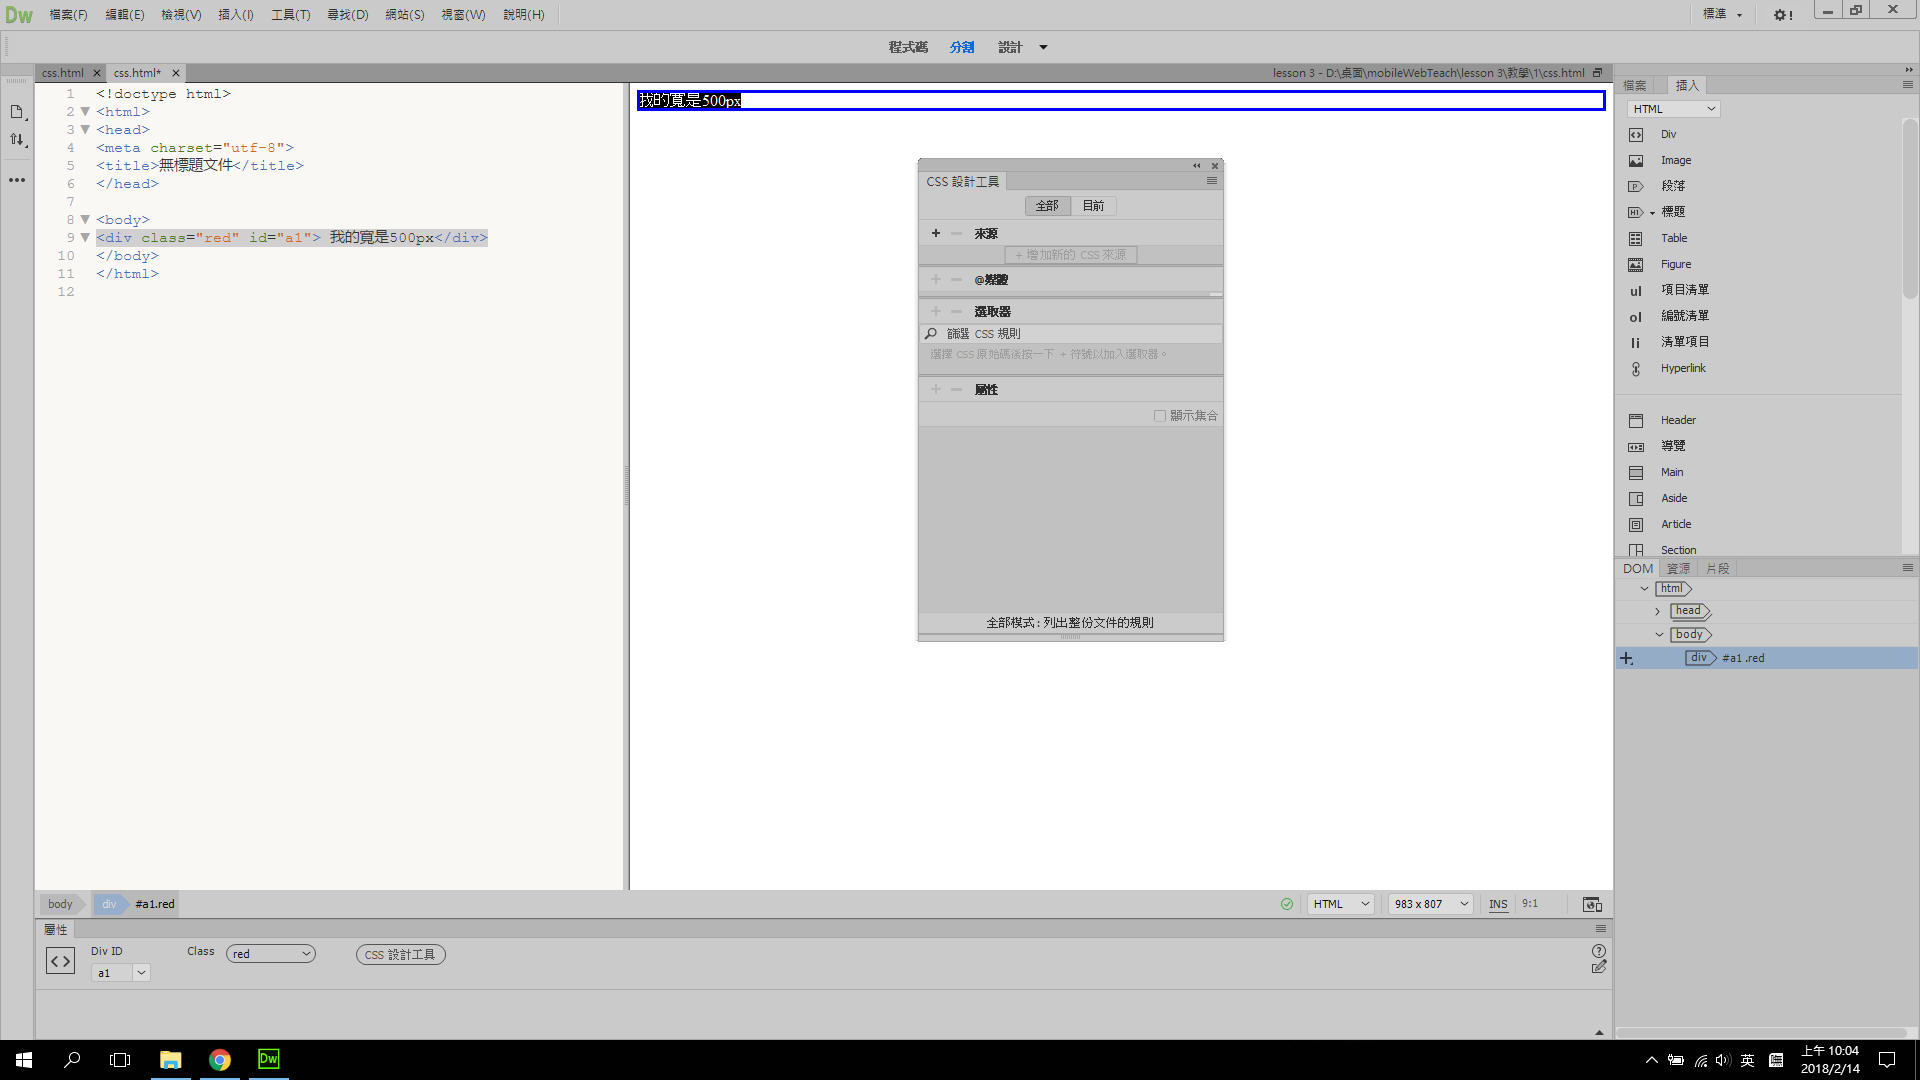 Dw 檔案(F) 編輯(E) 檢視(V) 插入(I) 工具(T) 尋找(D) 網站(S) 視窗(W) 說明(H) 標準
程式碼 分割 設計
css.html × css.html* × lesson 3 - D:\桌面\mobileWebTeach\lesson 3\教學\1\css.html
1 <!doctype html>
2 <html>
3 <head>
4 <meta charset="utf-8">
5 <title>無標題文件</title>
6 </head>
7
8 <body>
9 <div class="red" id="a1"> 我的寬是500px</div>
10 </body>
11 </html>
12
我的寬是500px
CSS 設計工具
全部 目前
+ − 來源
+ 增加新的 CSS 來源
+ − @媒體
+ − 選取器
篩選 CSS 規則
選擇 CSS 原始碼後按一下 + 符號以加入選取器。
+ − 屬性
顯示集合
全部模式 : 列出整份文件的規則
檔案 插入
HTML
Div
Image
P 段落
H1 標題
Table
Figure
ul 項目清單
ol 編號清單
li 清單項目
Hyperlink
Header
導覽
Main
Aside
Article
Section
DOM 資源 片段
html
head
body
div #a1 .red
body div #a1.red HTML 983 x 807 INS 9:1
屬性
Div ID Class red CSS 設計工具
a1
Dw 英 上午 10:04
2018/2/14